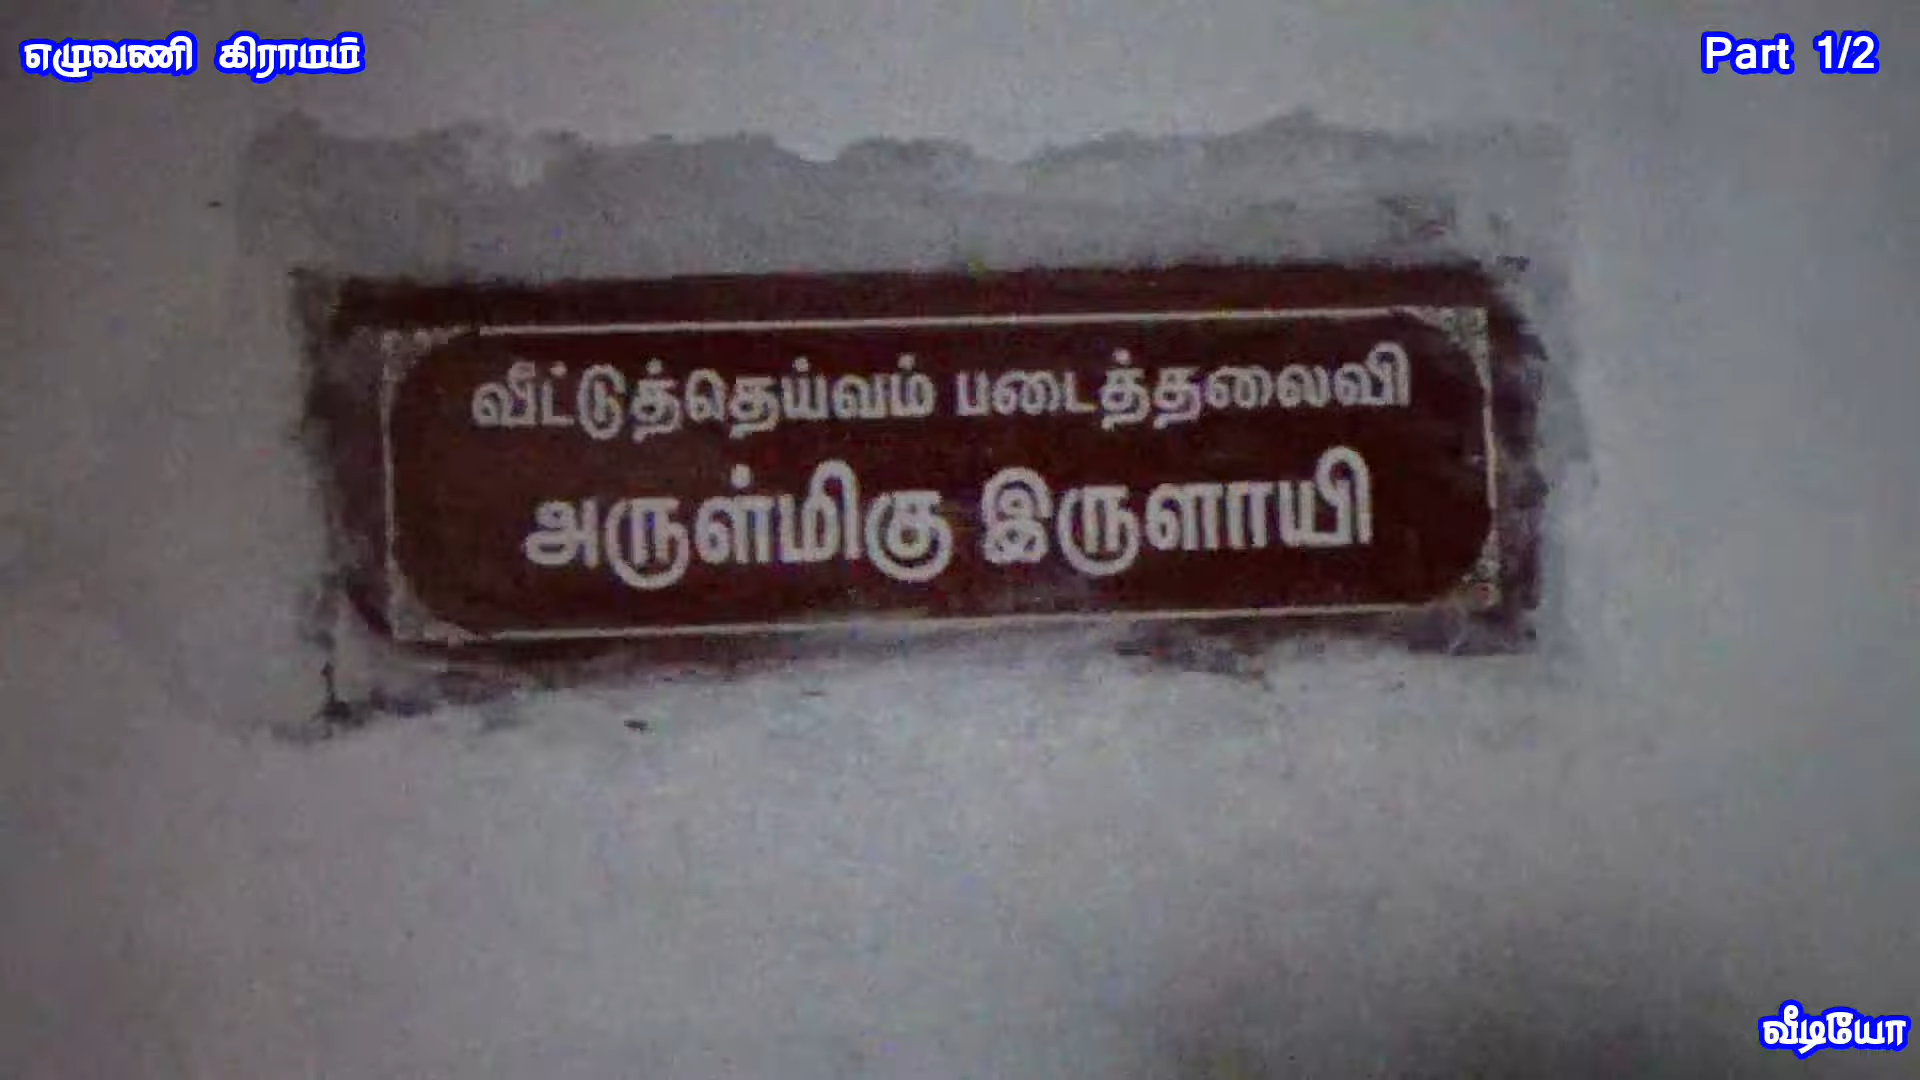 எழுவணி கிராமம்
Part 1/2
வீட்டுத்தெய்வம் படைத்தலைவி
அருள்மிகு இருளாயி
வீடியோ